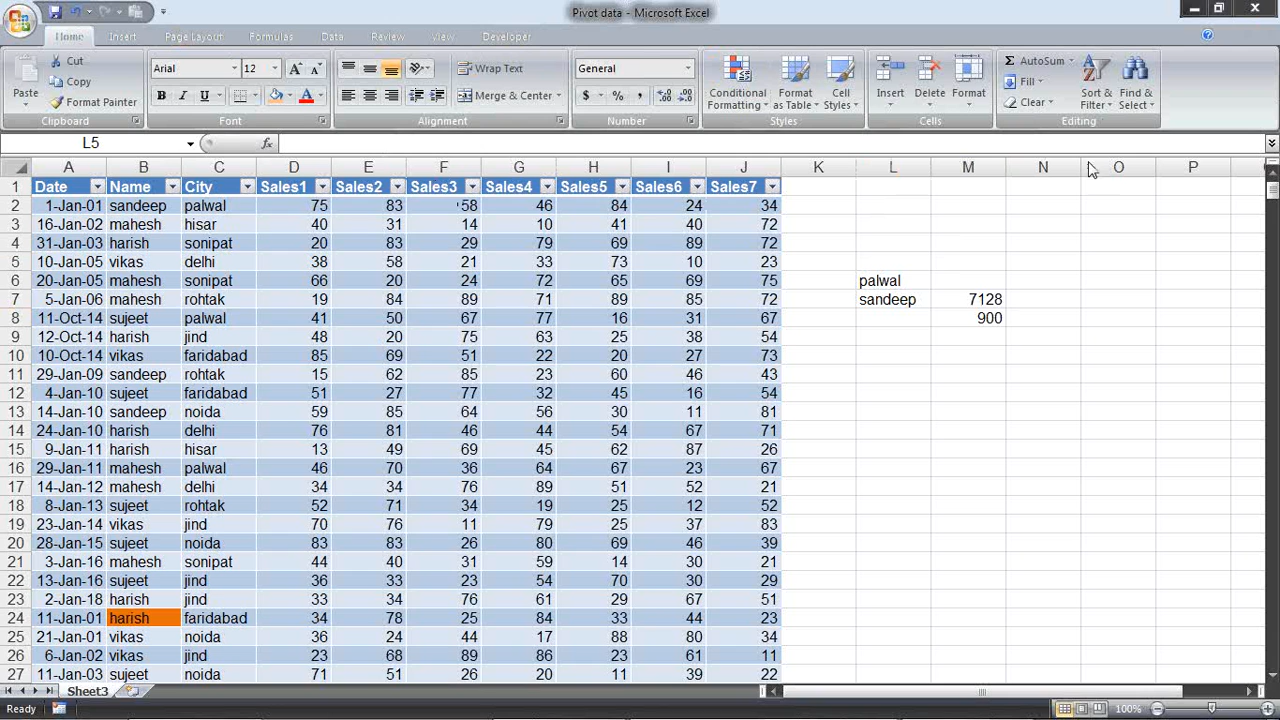 Pivot data - Microsoft Excel
Home Insert Page Layout Formulas Data Review View Developer
Paste Cut Copy Format Painter Clipboard
Arial 12 B I U A A A Font
Wrap Text Merge & Center Alignment
General $ % , .0 .00 Number
Conditional Formatting Format as Table Cell Styles Styles
Insert Delete Format Cells
Σ AutoSum Fill Clear Sort & Filter Find & Select Editing
L5 fx
A B C D E F G H I J K L M N O P
1 Date Name City Sales1 Sales2 Sales3 Sales4 Sales5 Sales6 Sales7
2 1-Jan-01 sandeep palwal 75 83 '58 46 84 24 34
3 16-Jan-02 mahesh hisar 40 31 14 10 41 40 72
4 31-Jan-03 harish sonipat 20 83 29 79 69 89 72
5 10-Jan-05 vikas delhi 38 58 21 33 73 10 23
6 20-Jan-05 mahesh sonipat 66 20 24 72 65 69 75 palwal
7 5-Jan-06 mahesh rohtak 19 84 89 71 89 85 72 sandeep 7128
8 11-Oct-14 sujeet palwal 41 50 67 77 16 31 67 900
9 12-Oct-14 harish jind 48 20 75 63 25 38 54
10 10-Oct-14 vikas faridabad 85 69 51 22 20 27 73
11 29-Jan-09 sandeep rohtak 15 62 85 23 60 46 43
12 4-Jan-10 sujeet faridabad 51 27 77 32 45 16 54
13 14-Jan-10 sandeep noida 59 85 64 56 30 11 81
14 24-Jan-10 harish delhi 76 81 46 44 54 67 71
15 9-Jan-11 harish hisar 13 49 69 45 62 87 26
16 29-Jan-11 mahesh palwal 46 70 36 64 67 23 67
17 14-Jan-12 mahesh delhi 34 34 76 89 51 52 21
18 8-Jan-13 sujeet rohtak 52 71 34 19 25 12 52
19 23-Jan-14 vikas jind 70 76 11 79 25 37 83
20 28-Jan-15 sujeet noida 83 83 26 80 69 46 39
21 3-Jan-16 mahesh sonipat 44 40 31 59 14 30 21
22 13-Jan-16 sujeet jind 36 33 23 54 70 30 29
23 2-Jan-18 harish jind 33 34 76 61 29 67 51
24 11-Jan-01 harish faridabad 34 78 25 84 33 44 23
25 21-Jan-01 vikas noida 36 24 44 17 88 80 34
26 6-Jan-02 vikas jind 23 68 89 86 23 61 11
27 11-Jan-03 sujeet noida 71 51 26 20 11 39 22
Sheet3
Ready 100%